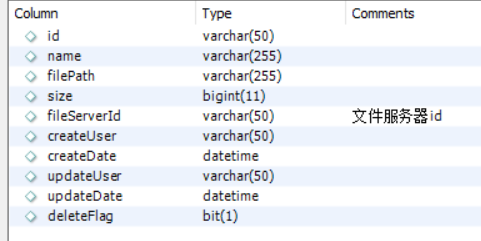 Column Type Comments
id varchar(50)
name varchar(255)
filePath varchar(255)
size bigint(11)
fileServerId varchar(50) 文件服务器id
createUser varchar(50)
createDate datetime
updateUser varchar(50)
updateDate datetime
deleteFlag bit(1)